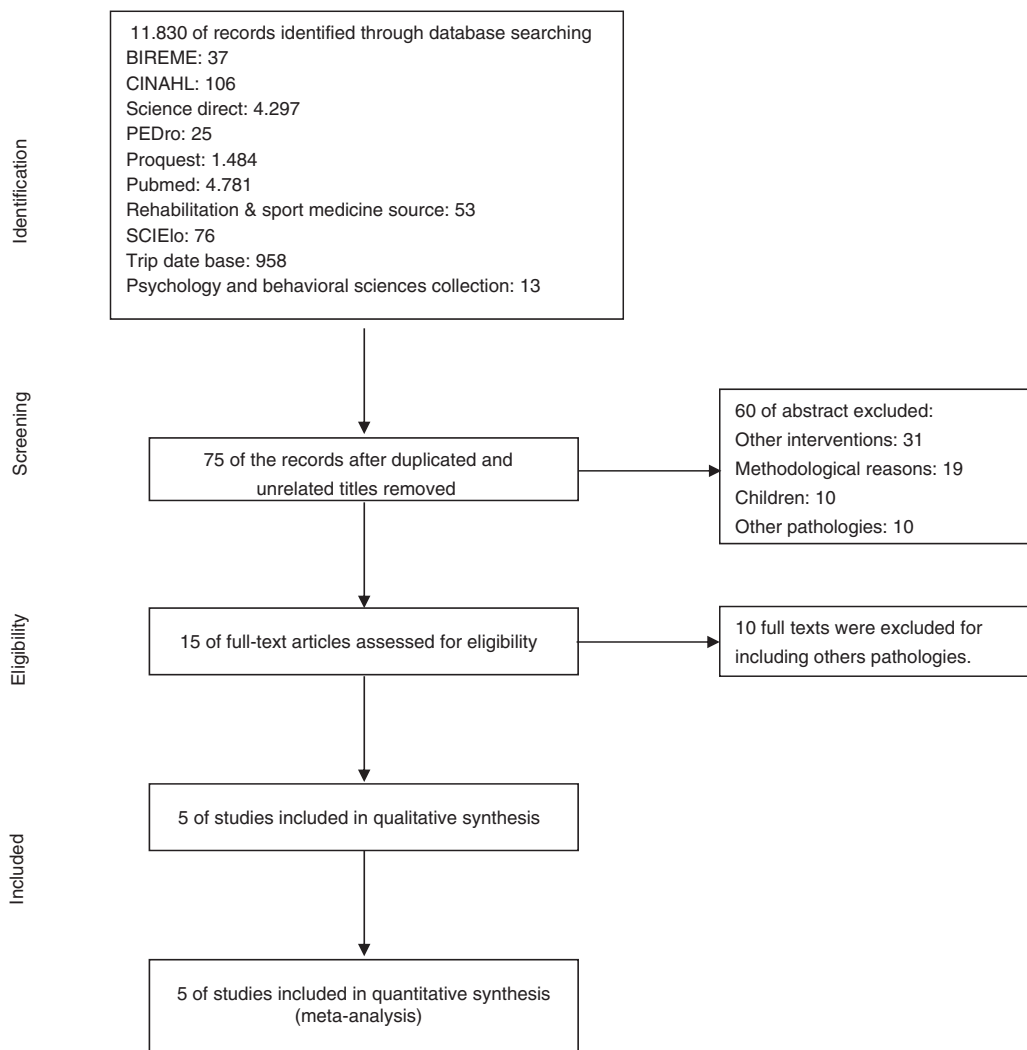 11.830 of records identified through database searching
BIREME: 37
CINAHL: 106
Science direct: 4.297
PEDro: 25
Proquest: 1.484
Pubmed: 4.781
Rehabilitation & sport medicine source: 53
SCIElo: 76
Trip date base: 958
Psychology and behavioral sciences collection: 13
Identification
Screening
75 of the records after duplicated and
unrelated titles removed
60 of abstract excluded:
Other interventions: 31
Methodological reasons: 19
Children: 10
Other pathologies: 10
Eligibility
15 of full-text articles assessed for eligibility
10 full texts were excluded for
including others pathologies.
Included
5 of studies included in qualitative synthesis
5 of studies included in quantitative synthesis
(meta-analysis)